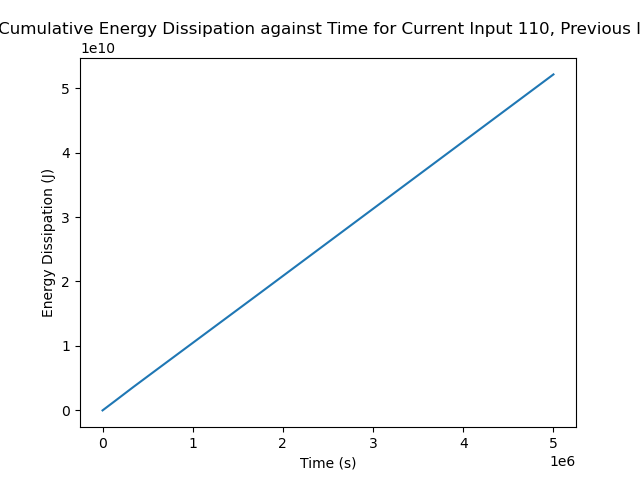 Cumulative Energy Dissipation against Time for Current Input 110, Previous I
1e10
5
4
3
2
1
0
Energy Dissipation (J)
0 1 2 3 4 5
1e6
Time (s)